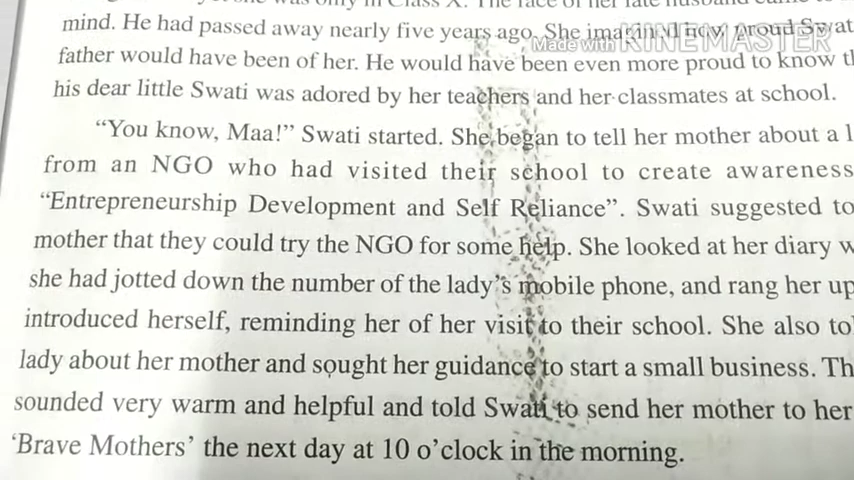 mind. He had passed away nearly five years ago. She imagined how proud Swat
father would have been of her. He would have been even more proud to know th
his dear little Swati was adored by her teachers and her classmates at school.
“You know, Maa!” Swati started. She began to tell her mother about a l
from an NGO who had visited their school to create awareness
“Entrepreneurship Development and Self Reliance”. Swati suggested to
mother that they could try the NGO for some help. She looked at her diary w
she had jotted down the number of the lady’s mobile phone, and rang her up
introduced herself, reminding her of her visit to their school. She also to
lady about her mother and sought her guidance to start a small business. Th
sounded very warm and helpful and told Swati to send her mother to her
‘Brave Mothers’ the next day at 10 o’clock in the morning.
Made with KINEMASTER